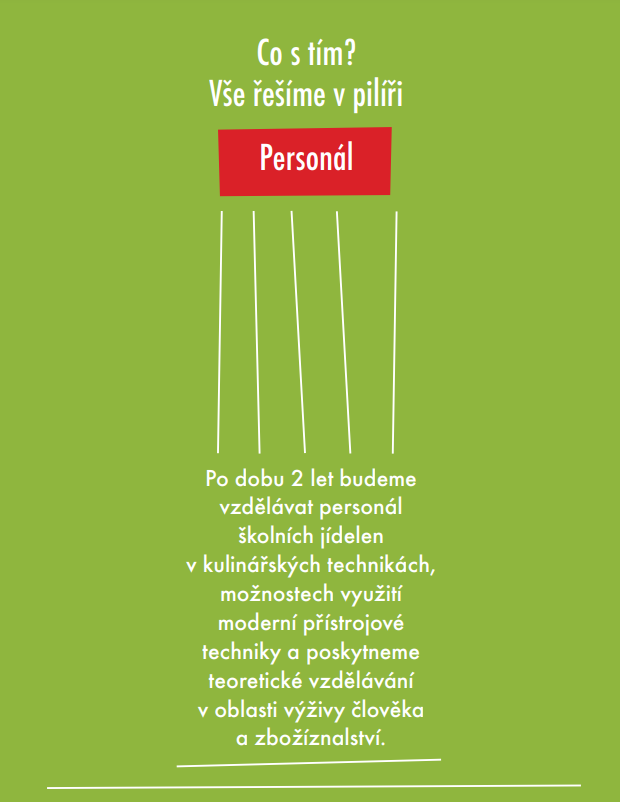 Co s tím?
Vše řešíme v pilíři
Personál
Po dobu 2 let budeme
vzdělávat personál
školních jídelen
v kulinářských technikách,
možnostech využití
moderní přístrojové
techniky a poskytneme
teoretické vzdělávání
v oblasti výživy člověka
a zbožíznalství.